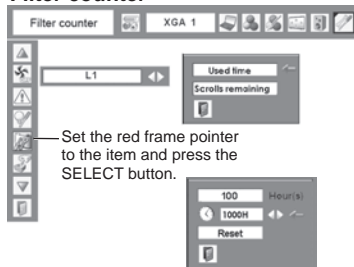 Filter counter
Filter counter
XGA 1
L1
Used time
Scrolls remaining
Set the red frame pointer
to the item and press the
SELECT button.
100 Hour(s)
1000H
Reset